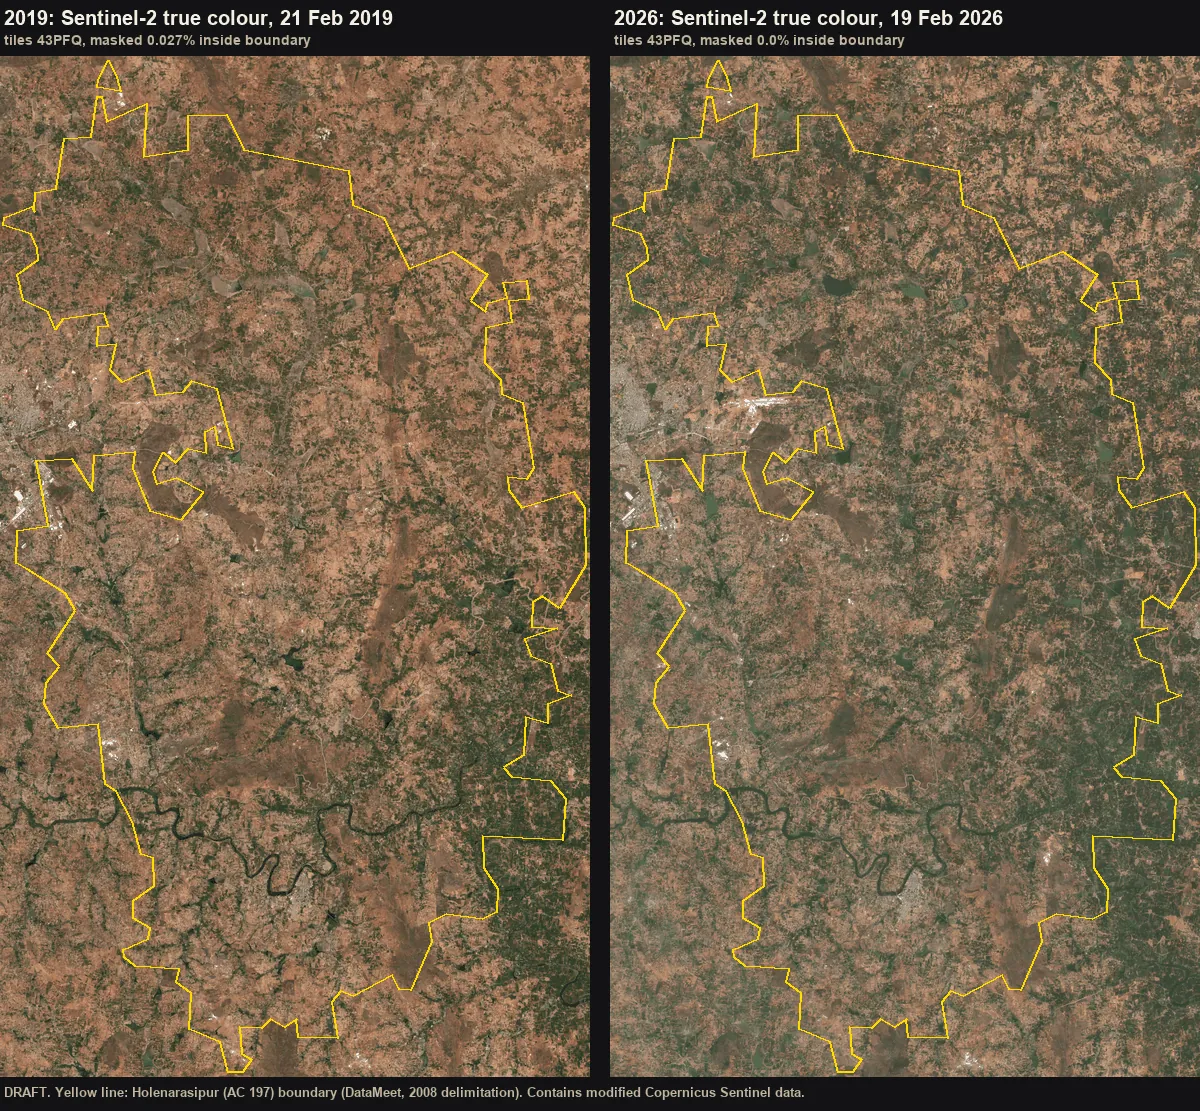 2019: Sentinel-2 true colour, 21 Feb 2019
tiles 43PFQ, masked 0.027% inside boundary
2026: Sentinel-2 true colour, 19 Feb 2026
tiles 43PFQ, masked 0.0% inside boundary
DRAFT. Yellow line: Holenarasipur (AC 197) boundary (DataMeet, 2008 delimitation). Contains modified Copernicus Sentinel data.